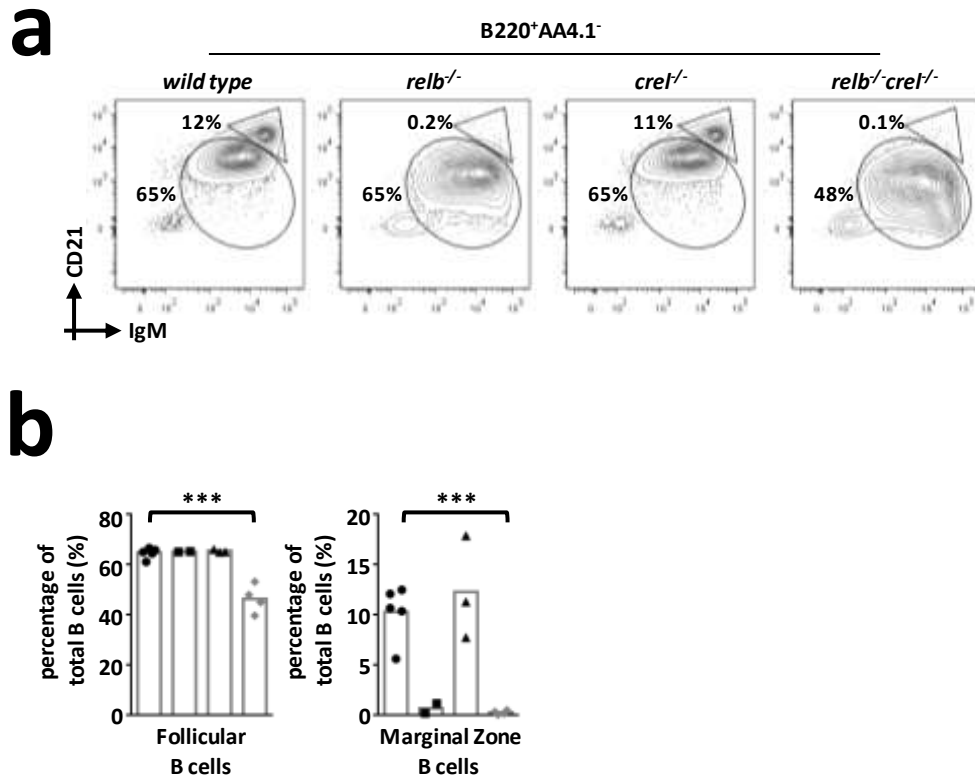 a
B220⁺AA4.1⁻
wild type
relb⁻/⁻
crel⁻/⁻
relb⁻/⁻crel⁻/⁻
12%
65%
0.2%
65%
11%
65%
0.1%
48%
CD21
IgM
b
percentage of
total B cells (%)
80
60
40
20
0
***
Follicular
B cells
percentage of
total B cells (%)
20
15
10
5
0
***
Marginal Zone
B cells